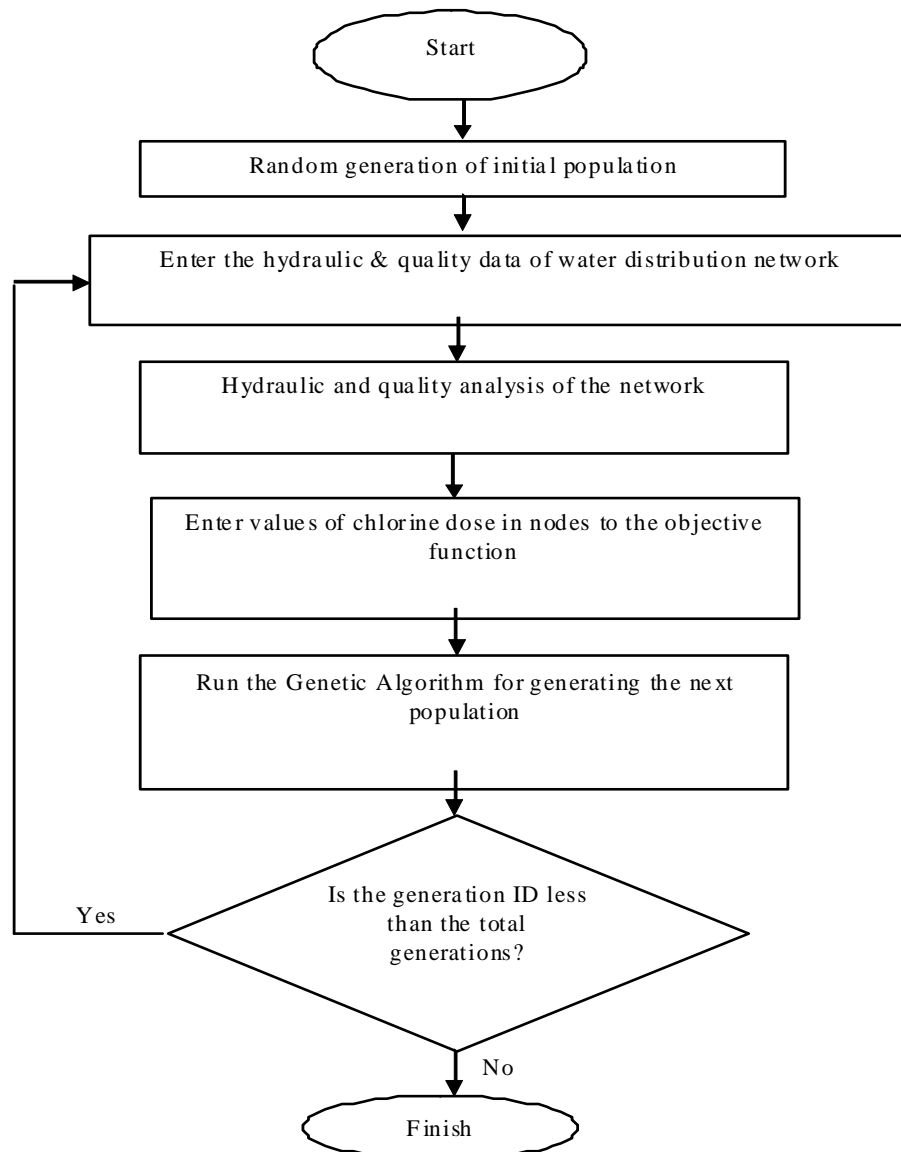 Start
Random generation of initial population
Enter the hydraulic & quality data of water distribution network
Hydraulic and quality analysis of the network
Enter values of chlorine dose in nodes to the objective
function
Run the Genetic Algorithm for generating the next
population
Is the generation ID less
than the total
generations?
Yes
No
Finish